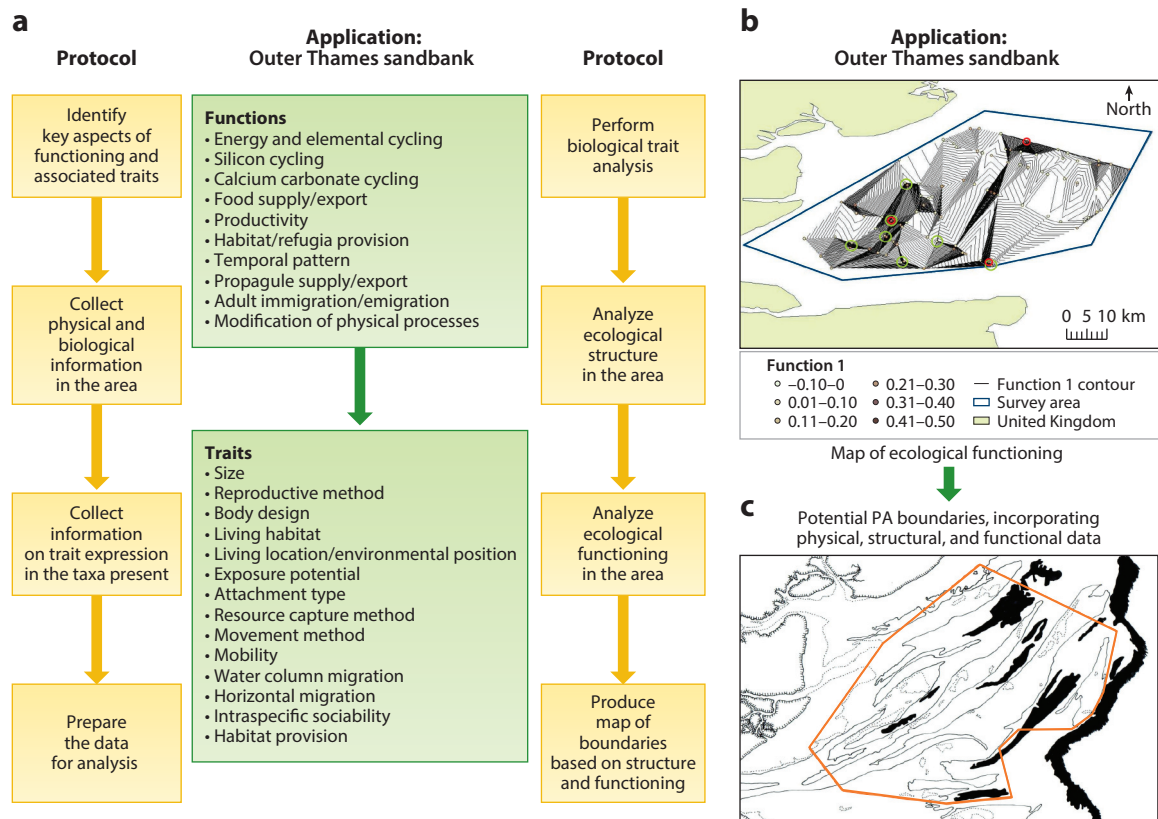 a
Protocol
Identify
key aspects of
functioning and
associated traits
Collect
physical and
biological
information
in the area
Collect
information
on trait expression
in the taxa present
Prepare
the data
for analysis
Application:
Outer Thames sandbank
Functions
• Energy and elemental cycling
• Silicon cycling
• Calcium carbonate cycling
• Food supply/export
• Productivity
• Habitat/refugia provision
• Temporal pattern
• Propagule supply/export
• Adult immigration/emigration
• Modification of physical processes
Traits
• Size
• Reproductive method
• Body design
• Living habitat
• Living location/environmental position
• Exposure potential
• Attachment type
• Resource capture method
• Movement method
• Mobility
• Water column migration
• Horizontal migration
• Intraspecific sociability
• Habitat provision
Protocol
Perform
biological trait
analysis
Analyze
ecological
structure
in the area
Analyze
ecological
functioning
in the area
Produce
map of
boundaries
based on structure
and functioning
b
Application:
Outer Thames sandbank
North
0 5 10 km
Function 1
–0.10–0
0.01–0.10
0.11–0.20
0.21–0.30
0.31–0.40
0.41–0.50
Function 1 contour
Survey area
United Kingdom
Map of ecological functioning
c
Potential PA boundaries, incorporating
physical, structural, and functional data